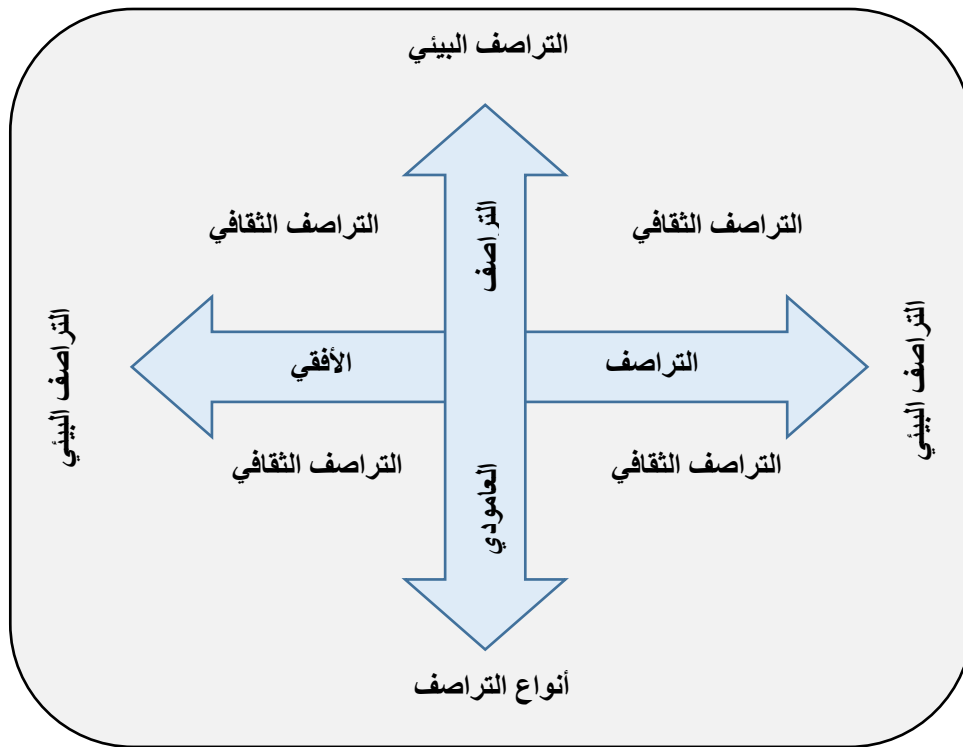 التراصف البيئي
التراصف الثقافي
التراصف الثقافي
التراصف
العامودي
التراصف
الأفقي
التراصف البيئي
التراصف البيئي
التراصف الثقافي
التراصف الثقافي
أنواع التراصف